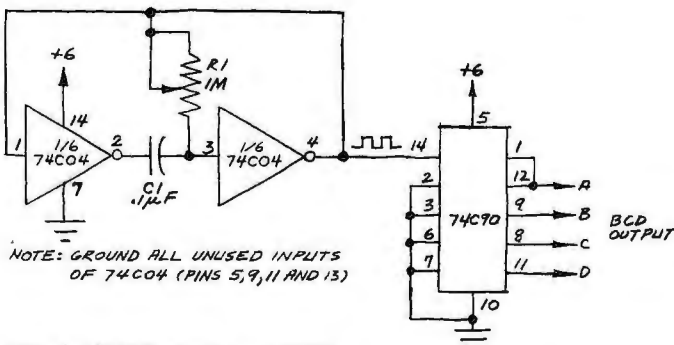 +6
R1
1M
+6
14
5
1
1/6
74C04
2
3
1/6
74C04
4
14
1
7
C1
.1µF
2
12
A
3
74C90
9
B
BCD
OUTPUT
6
8
C
7
11
D
10
NOTE: GROUND ALL UNUSED INPUTS
OF 74C04 (PINS 5,9,11 AND 13)